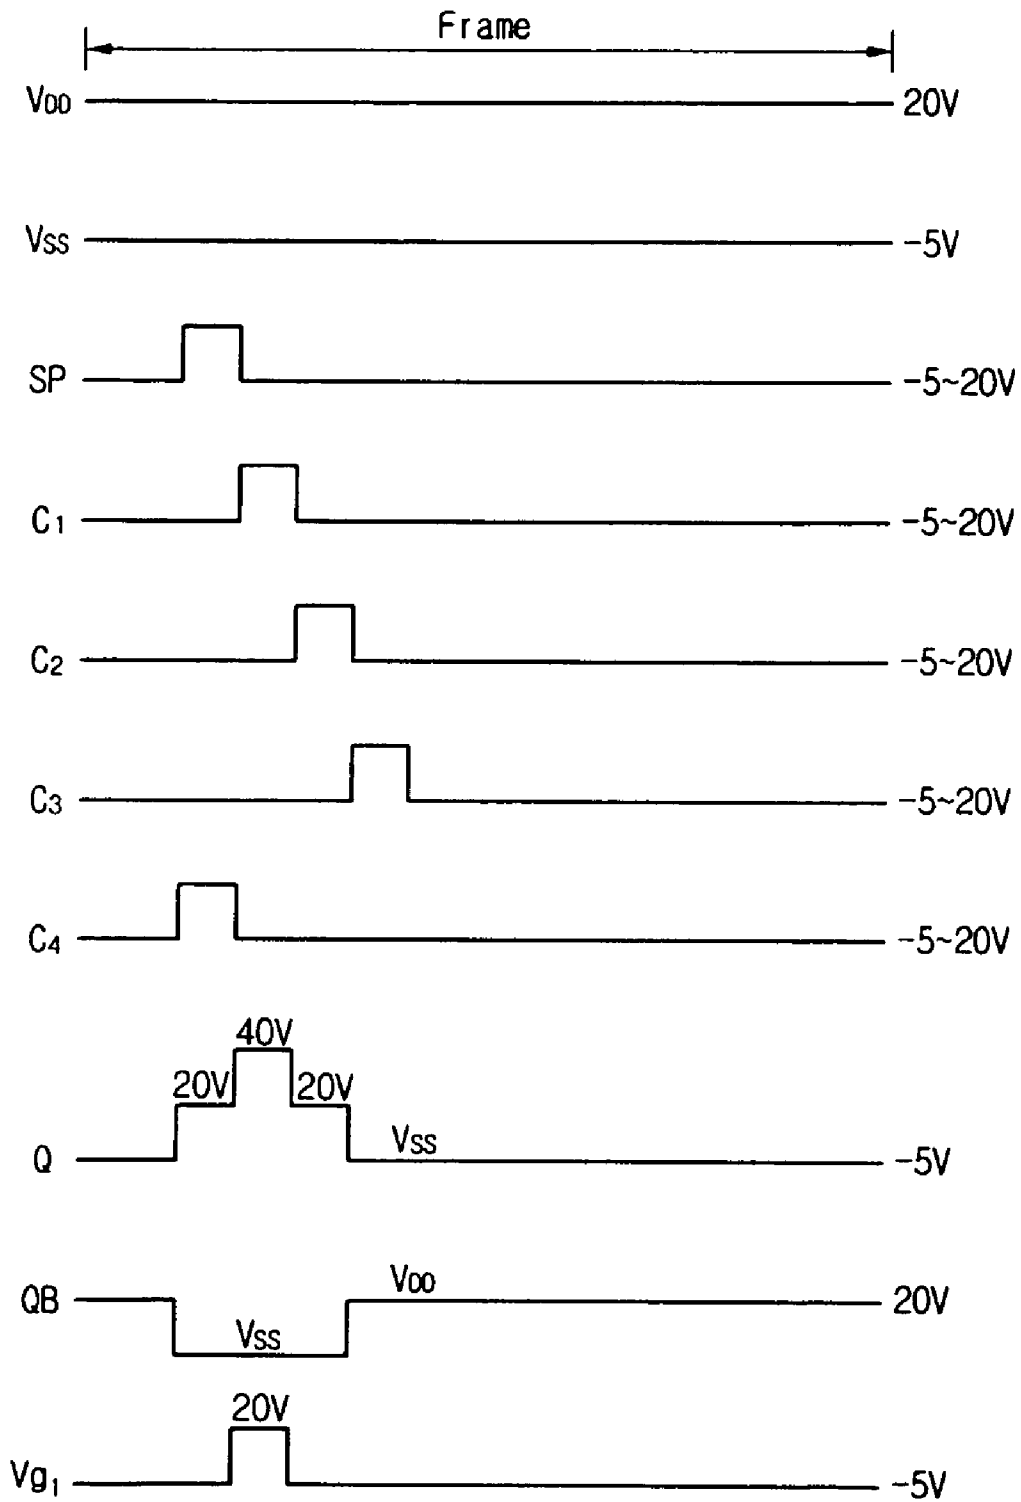 Frame
VDD 20V
VSS -5V
SP -5~20V
C1 -5~20V
C2 -5~20V
C3 -5~20V
C4 -5~20V
40V
20V 20V
Q VSS -5V
QB VDD 20V
VSS
20V
Vg1 -5V